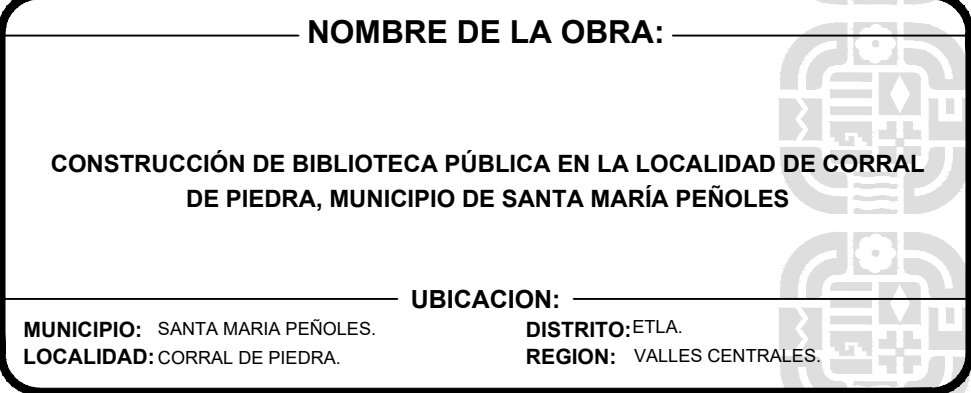 NOMBRE DE LA OBRA:
CONSTRUCCIÓN DE BIBLIOTECA PÚBLICA EN LA LOCALIDAD DE CORRAL
DE PIEDRA, MUNICIPIO DE SANTA MARÍA PEÑOLES
UBICACION:
MUNICIPIO: SANTA MARIA PEÑOLES. DISTRITO: ETLA.
LOCALIDAD: CORRAL DE PIEDRA. REGION: VALLES CENTRALES.